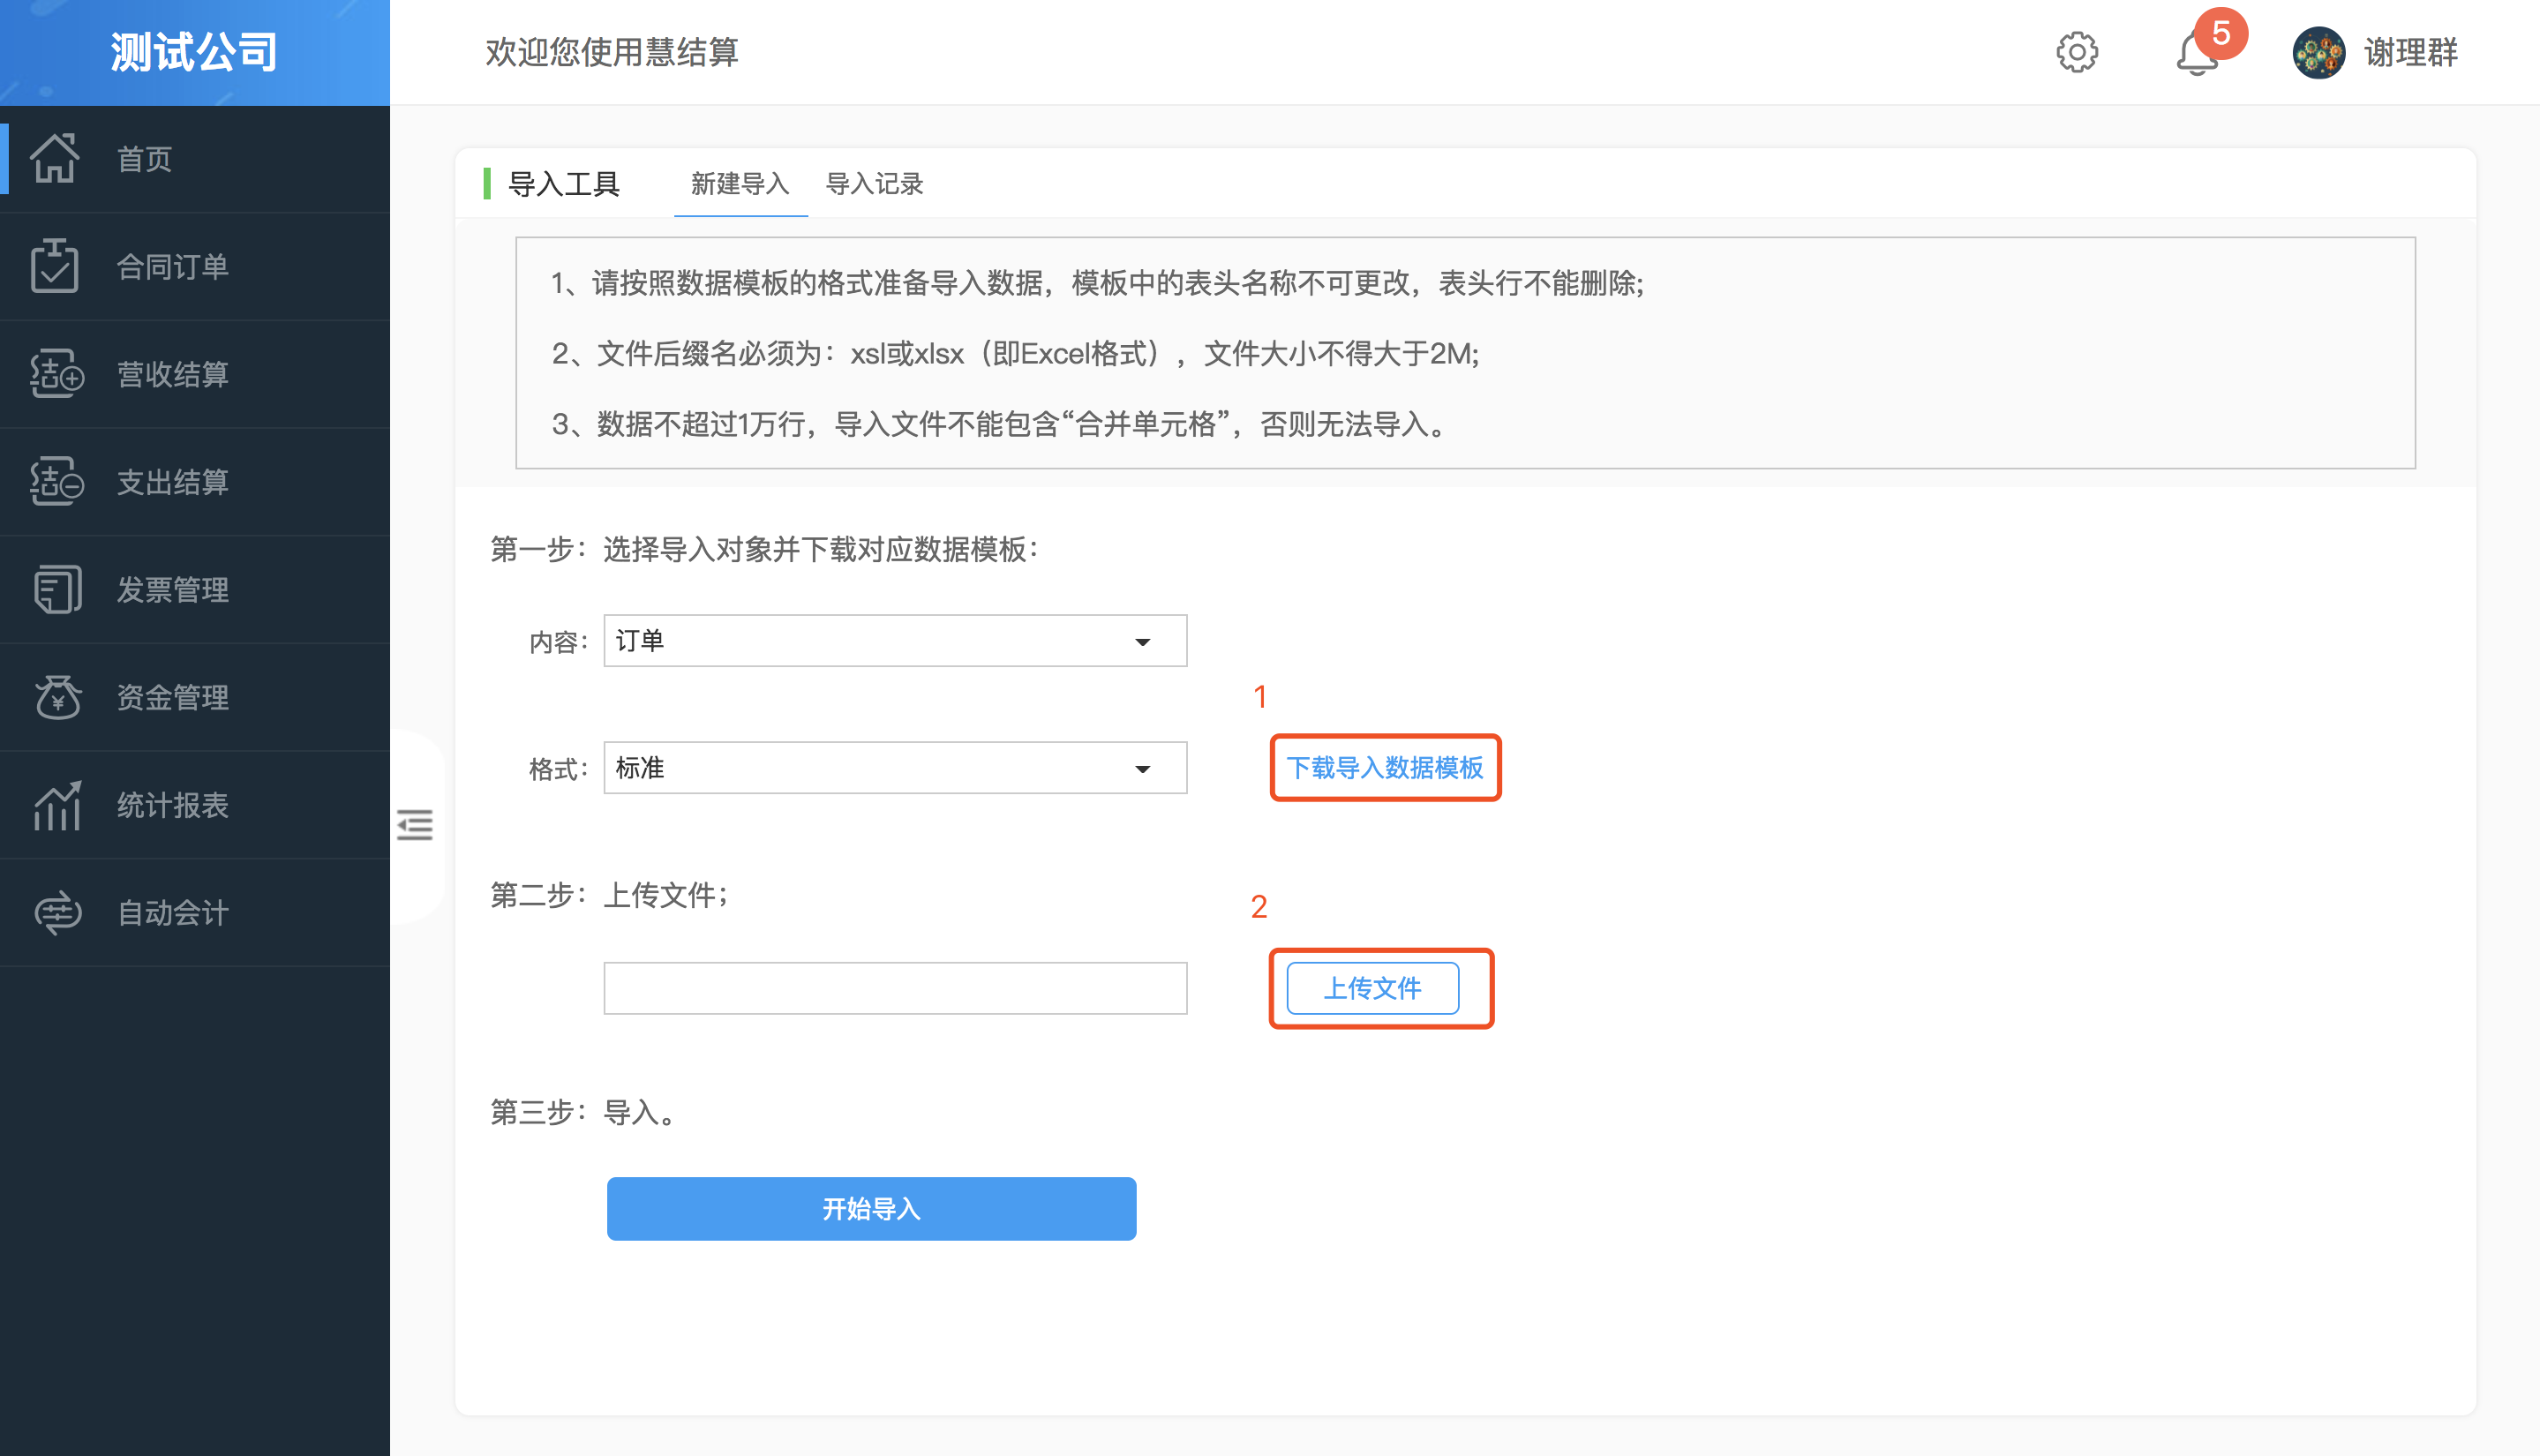 测试公司
欢迎您使用慧结算
5
谢理群
首页
合同订单
营收结算
支出结算
发票管理
资金管理
统计报表
自动会计
导入工具 新建导入 导入记录
1、请按照数据模板的格式准备导入数据，模板中的表头名称不可更改，表头行不能删除;
2、文件后缀名必须为：xsl或xlsx（即Excel格式），文件大小不得大于2M;
3、数据不超过1万行，导入文件不能包含“合并单元格”，否则无法导入。
第一步：选择导入对象并下载对应数据模板：
内容：订单
1
格式：标准 下载导入数据模板
第二步：上传文件；
2
上传文件
第三步：导入。
开始导入